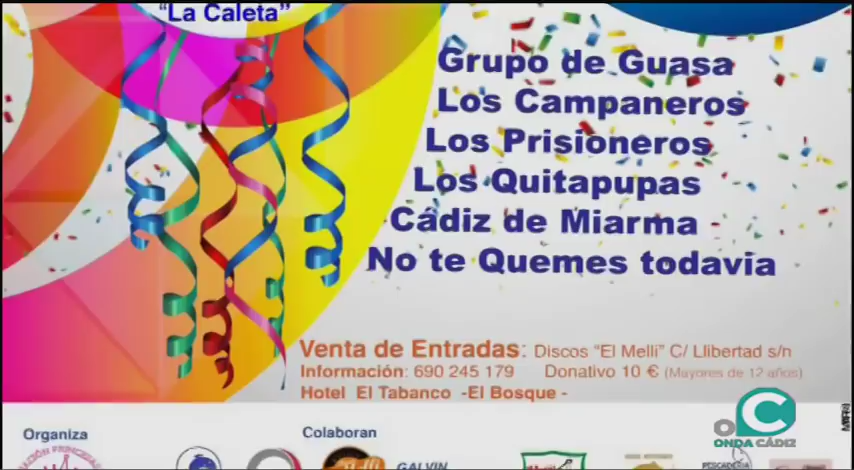 "La Caleta"
Grupo de Guasa
Los Campaneros
Los Prisioneros
Los Quitapupas
Cádiz de Miarma
No te Quemes todavia
Venta de Entradas: Discos "El Melli" C/ Llibertad s/n
Información: 690 245 179 Donativo 10 € (Mayores de 12 años)
Hotel El Tabanco -El Bosque -
Organiza
Colaboran
GALVIN
PESCADERIA
ONDA CÁDIZ